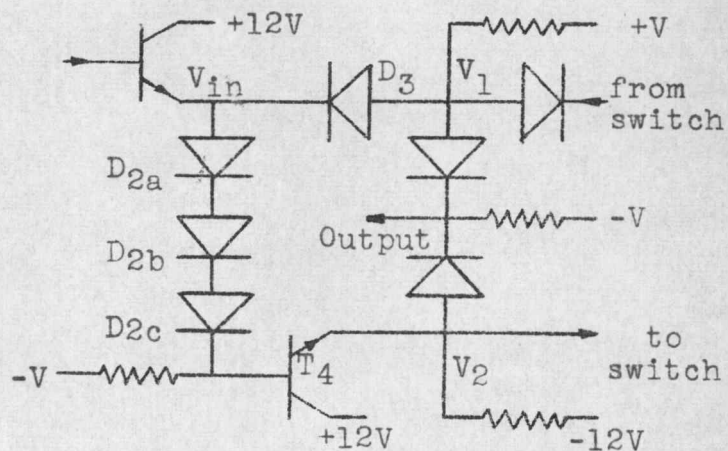 +12V
+V
Vin
D3
V1
from
switch
D2a
-V
Output
D2b
D2c
to
switch
-V
T4
V2
+12V
-12V